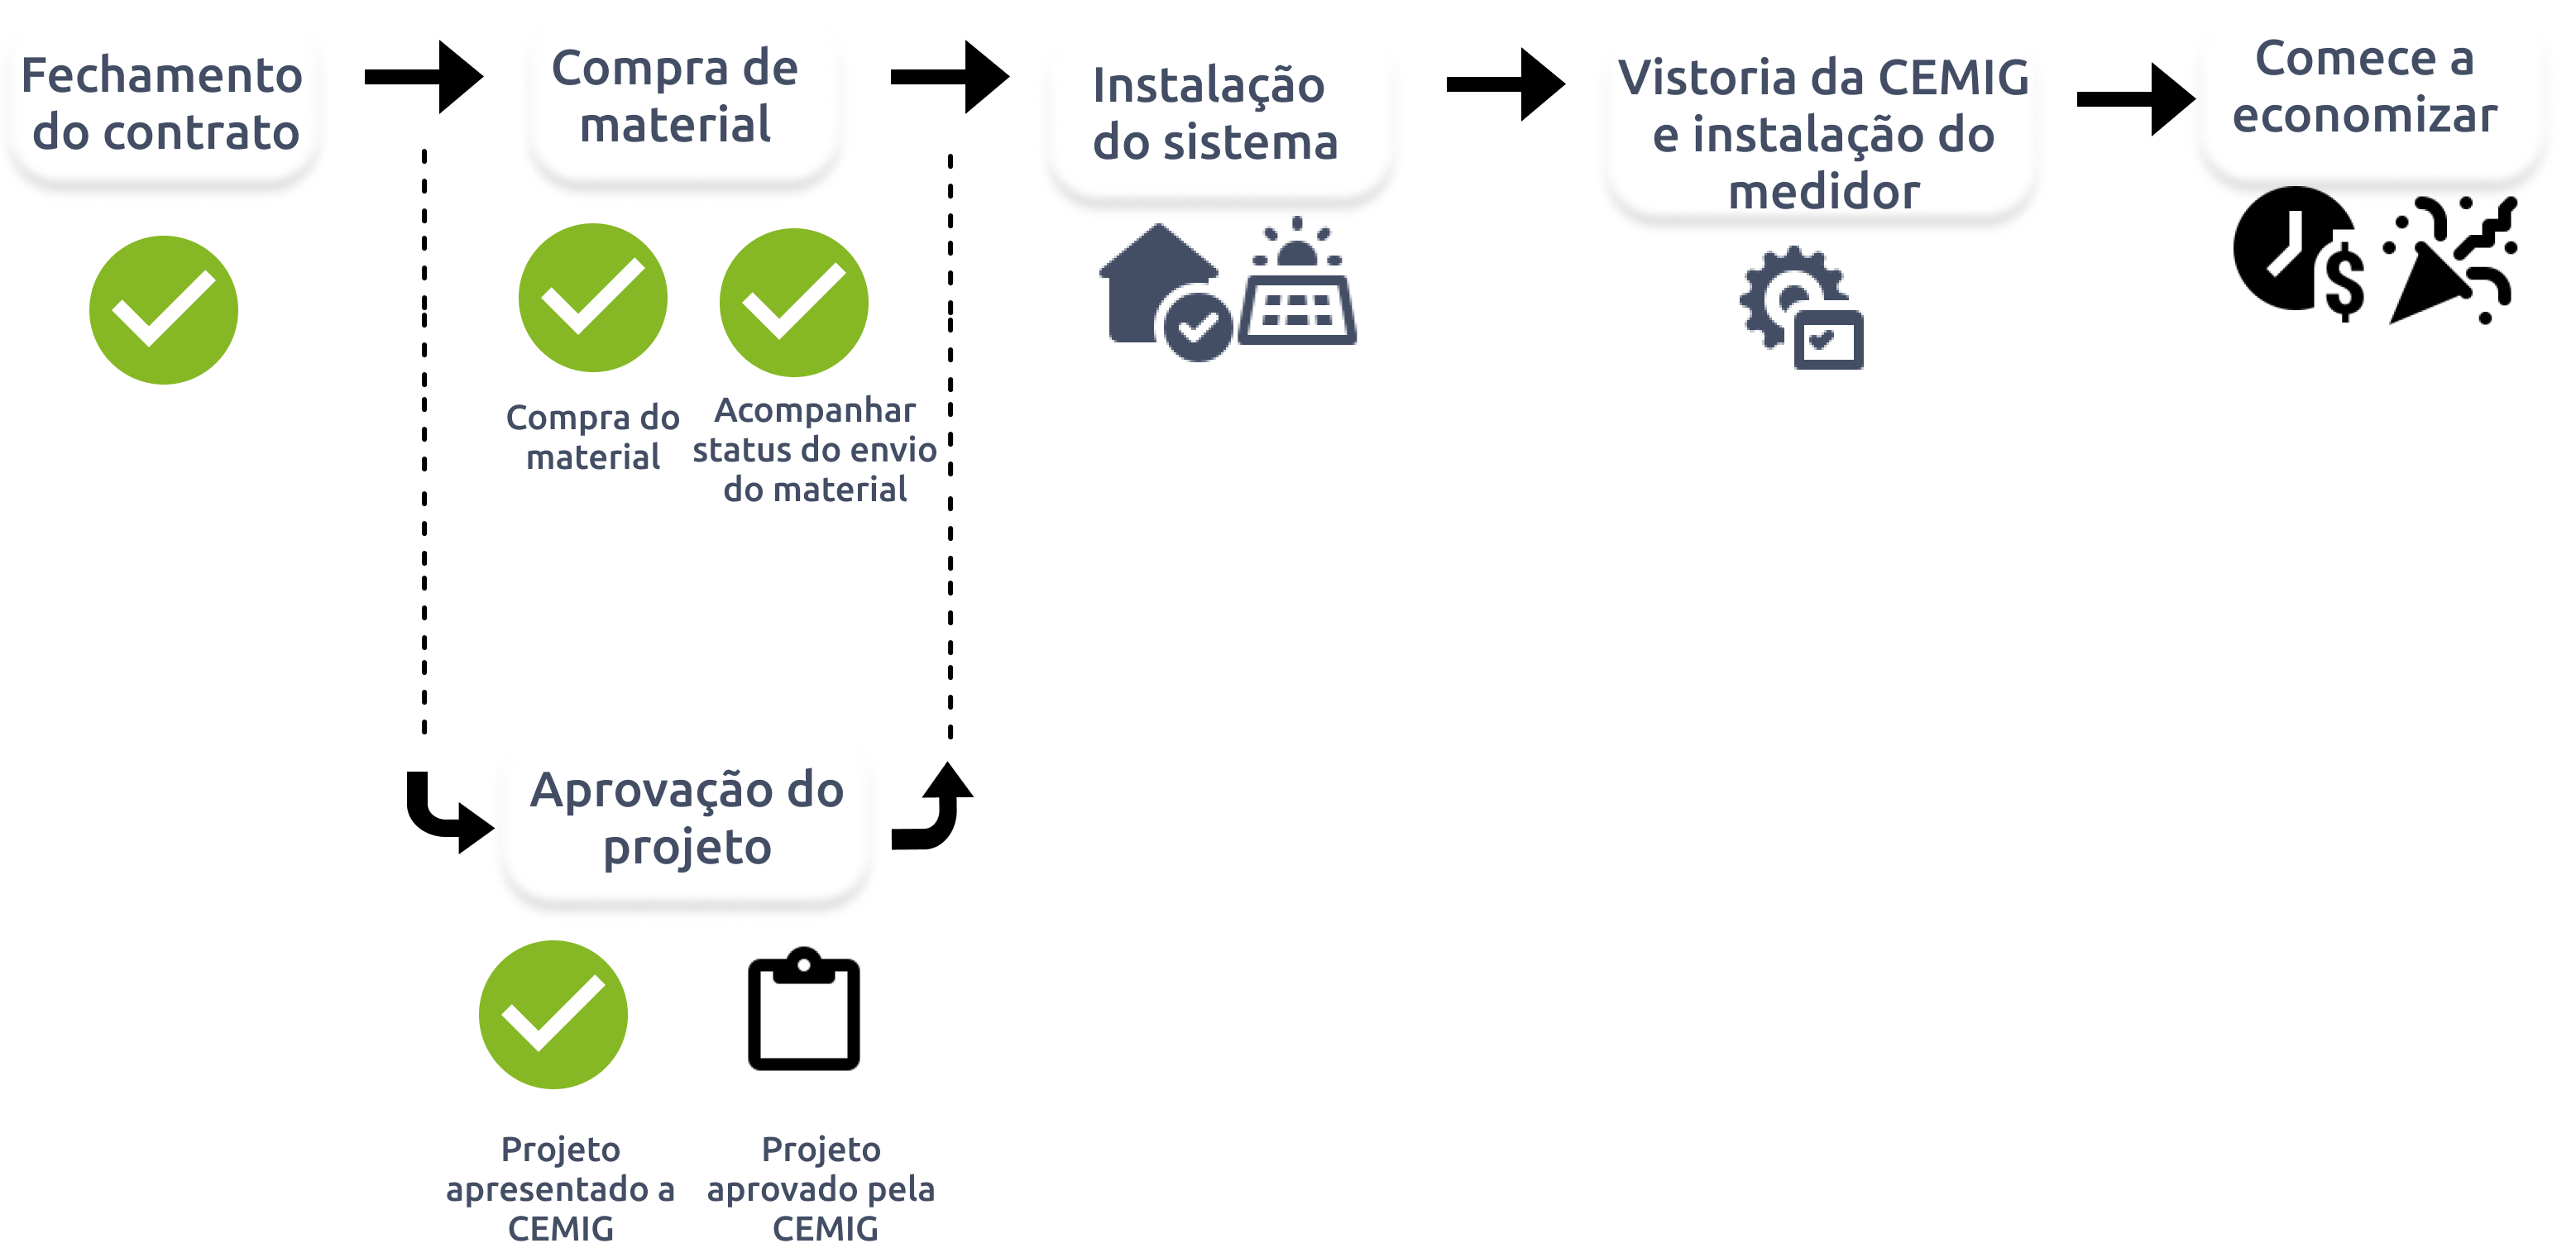 Fechamento
do contrato
Compra de
material
Instalação
do sistema
Vistoria da CEMIG
e instalação do
medidor
Comece a
economizar
Compra do
material
Acompanhar
status do envio
do material
Aprovação do
projeto
Projeto
apresentado a
CEMIG
Projeto
aprovado pela
CEMIG